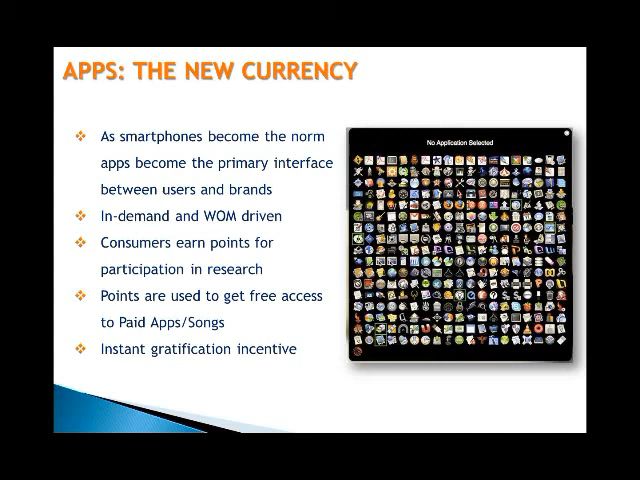 APPS: THE NEW CURRENCY
As smartphones become the norm
apps become the primary interface
between users and brands
In-demand and WOM driven
Consumers earn points for
participation in research
Points are used to get free access
to Paid Apps/Songs
Instant gratification incentive
No Application Selected